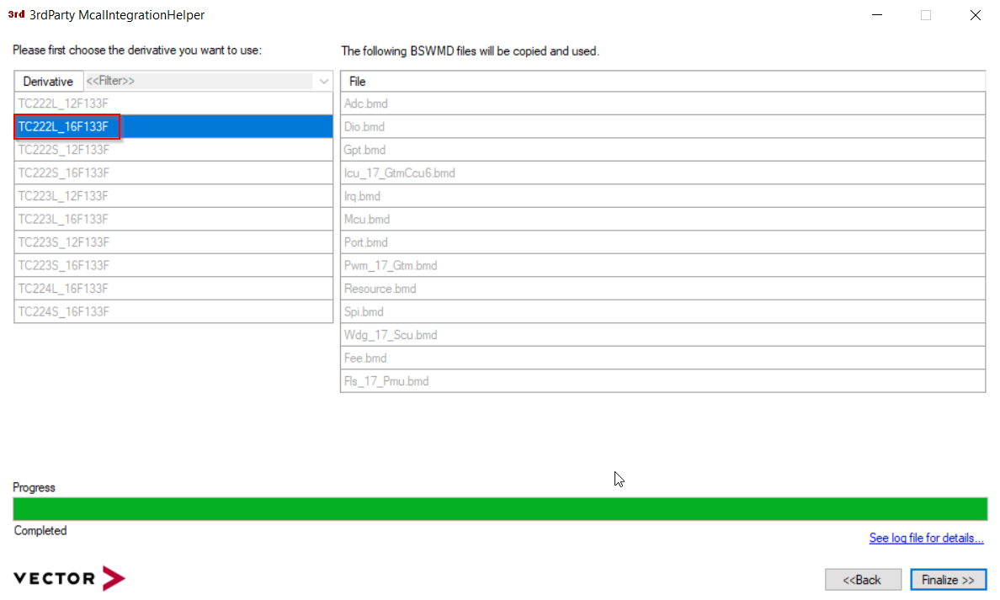 3rd 3rdParty McalIntegrationHelper
Please first choose the derivative you want to use:
The following BSWMD files will be copied and used.
Derivative <<Filter>>
File
TC222L_12F133F
TC222L_16F133F
TC222S_12F133F
TC222S_16F133F
TC223L_12F133F
TC223L_16F133F
TC223S_12F133F
TC223S_16F133F
TC224L_16F133F
TC224S_16F133F
Adc.bmd
Dio.bmd
Gpt.bmd
Icu_17_GtmCcu6.bmd
Irq.bmd
Mcu.bmd
Port.bmd
Pwm_17_Gtm.bmd
Resource.bmd
Spi.bmd
Wdg_17_Scu.bmd
Fee.bmd
Fls_17_Pmu.bmd
Progress
Completed
See log file for details...
VECTOR
<<Back
Finalize >>